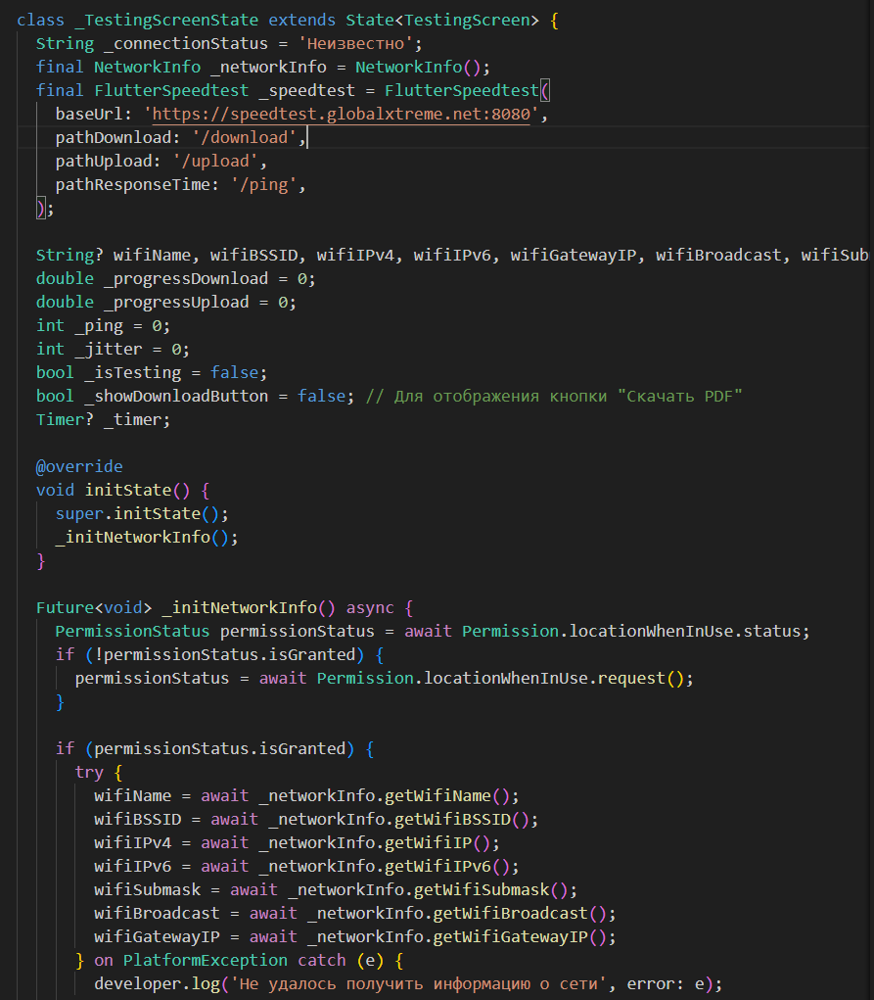 class _TestingScreenState extends State<TestingScreen> {
String _connectionStatus = 'Неизвестно';
final NetworkInfo _networkInfo = NetworkInfo();
final FlutterSpeedtest _speedtest = FlutterSpeedtest(
baseUrl: 'https://speedtest.globalxtreme.net:8080',
pathDownload: '/download',
pathUpload: '/upload',
pathResponseTime: '/ping',
);
String? wifiName, wifiBSSID, wifiIPv4, wifiIPv6, wifiGatewayIP, wifiBroadcast, wifiSub
double _progressDownload = 0;
double _progressUpload = 0;
int _ping = 0;
int _jitter = 0;
bool _isTesting = false;
bool _showDownloadButton = false; // Для отображения кнопки "Скачать PDF"
Timer? _timer;
@override
void initState() {
super.initState();
_initNetworkInfo();
}
Future<void> _initNetworkInfo() async {
PermissionStatus permissionStatus = await Permission.locationWhenInUse.status;
if (!permissionStatus.isGranted) {
permissionStatus = await Permission.locationWhenInUse.request();
}
if (permissionStatus.isGranted) {
try {
wifiName = await _networkInfo.getWifiName();
wifiBSSID = await _networkInfo.getWifiBSSID();
wifiIPv4 = await _networkInfo.getWifiIP();
wifiIPv6 = await _networkInfo.getWifiIPv6();
wifiSubmask = await _networkInfo.getWifiSubmask();
wifiBroadcast = await _networkInfo.getWifiBroadcast();
wifiGatewayIP = await _networkInfo.getWifiGatewayIP();
} on PlatformException catch (e) {
developer.log('Не удалось получить информацию о сети', error: e);